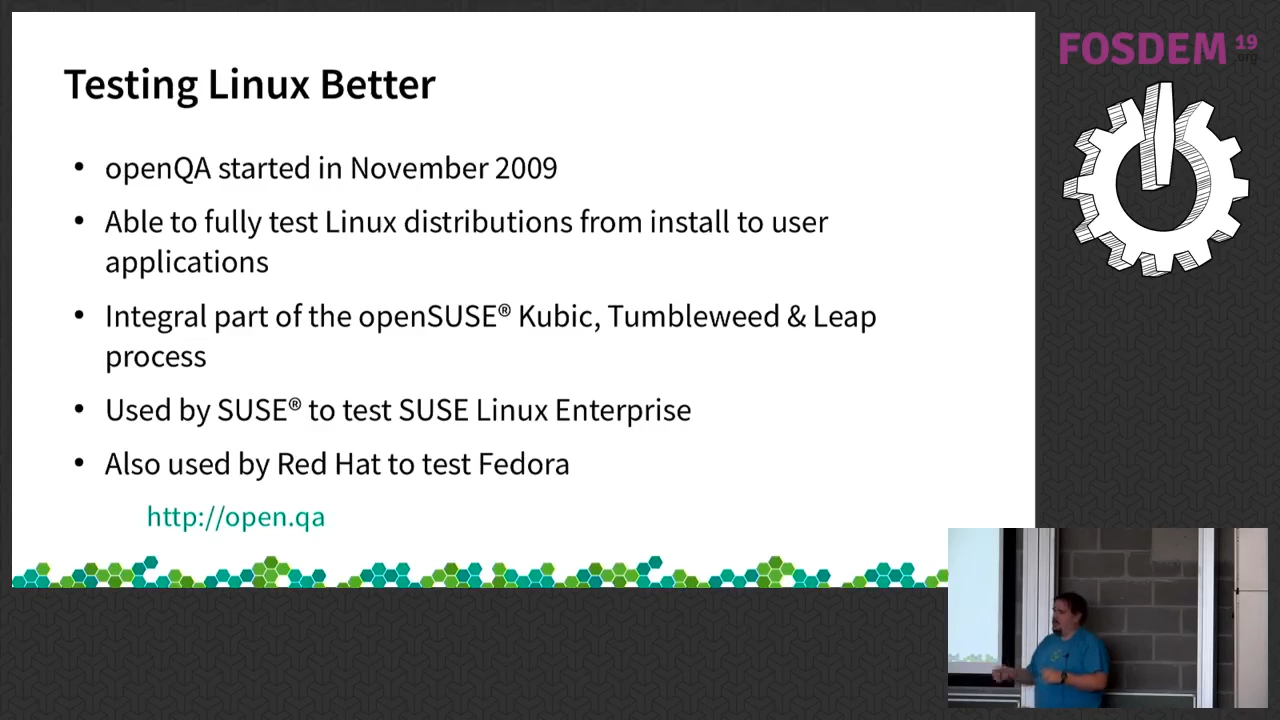 Testing Linux Better
• openQA started in November 2009
• Able to fully test Linux distributions from install to user
applications
• Integral part of the openSUSE® Kubic, Tumbleweed & Leap
process
• Used by SUSE® to test SUSE Linux Enterprise
• Also used by Red Hat to test Fedora
http://open.qa
FOSDEM 19
.org